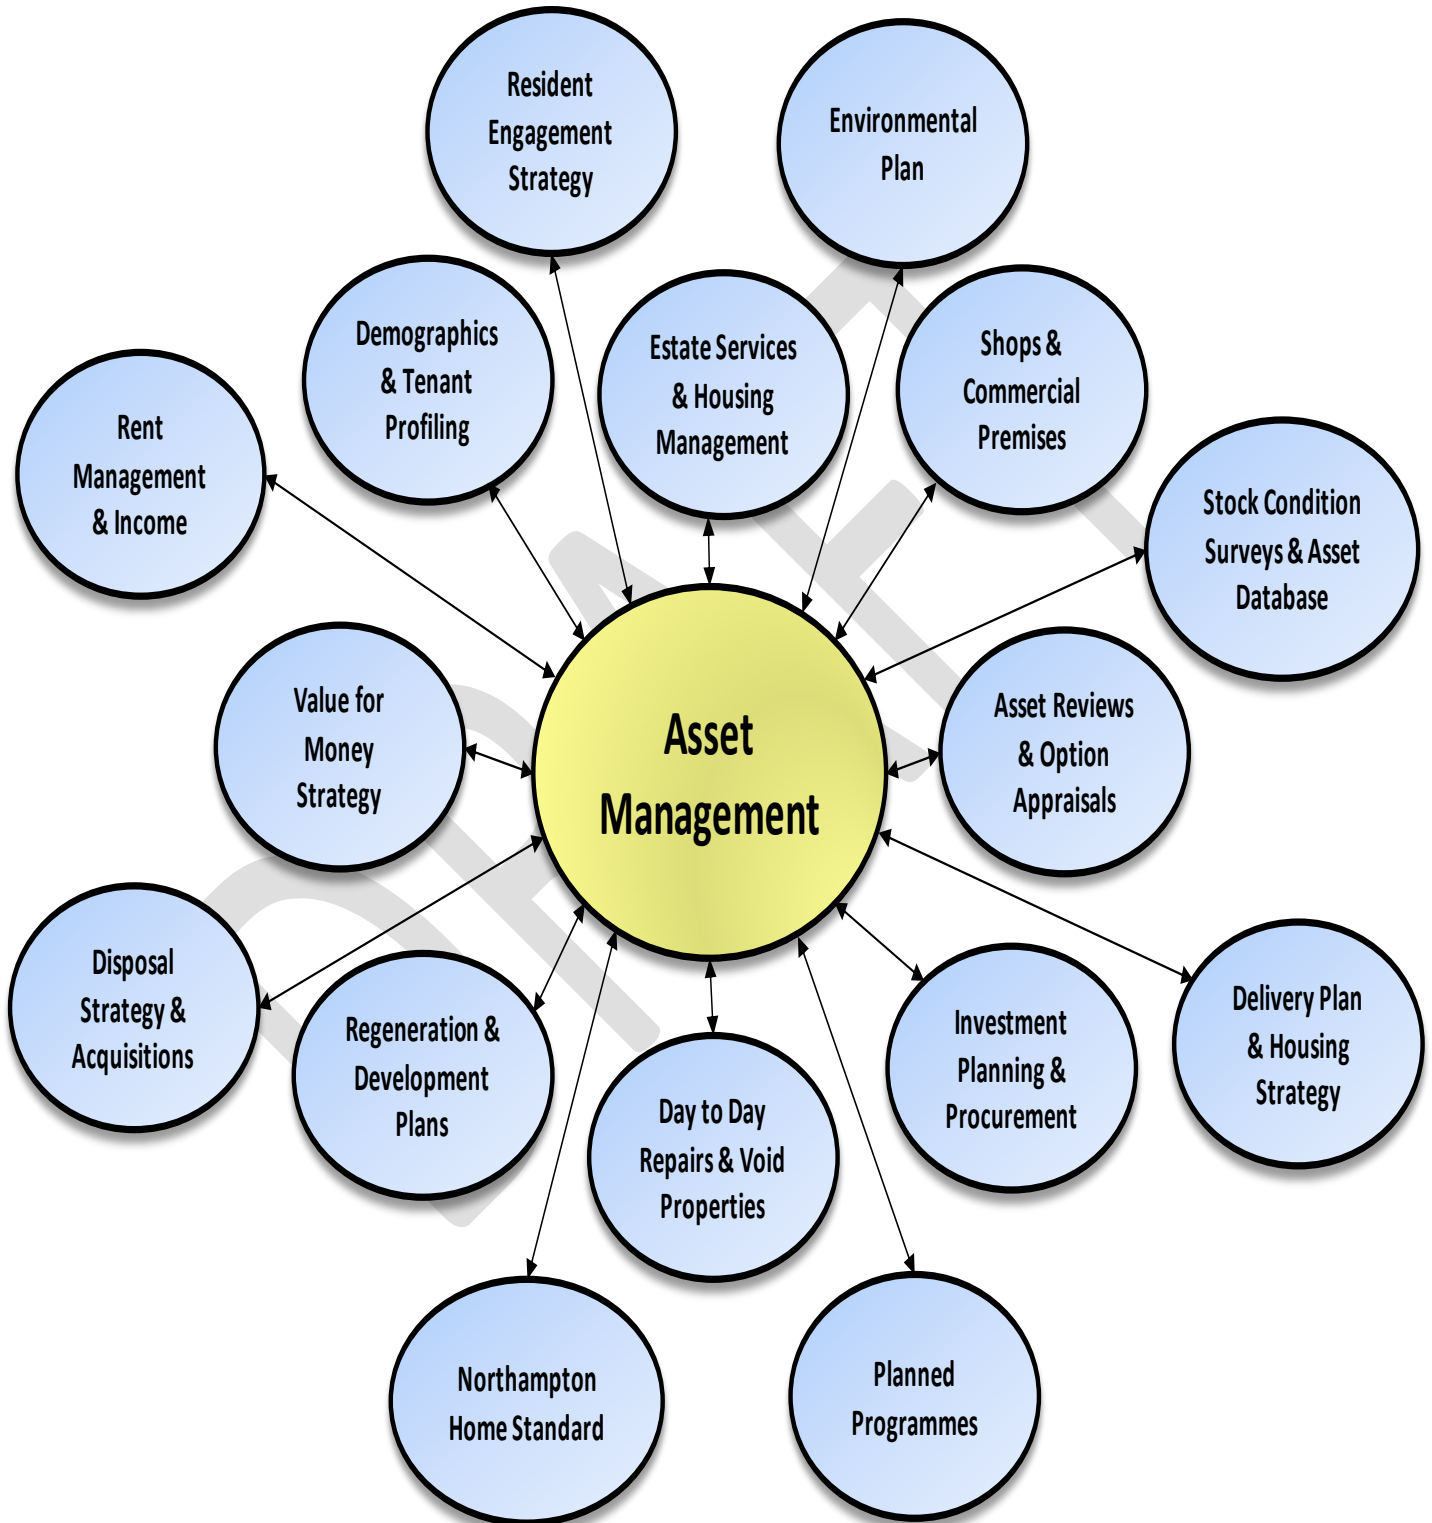 Resident
Engagement
Strategy
Environmental
Plan
Demographics
& Tenant
Profiling
Estate Services
& Housing
Management
Shops &
Commercial
Premises
Rent
Management
& Income
Stock Condition
Surveys & Asset
Database
Value for
Money
Strategy
Asset
Management
Asset Reviews
& Option
Appraisals
Disposal
Strategy &
Acquisitions
Regeneration &
Development
Plans
Day to Day
Repairs & Void
Properties
Investment
Planning &
Procurement
Delivery Plan
& Housing
Strategy
Northampton
Home Standard
Planned
Programmes
DRAFT